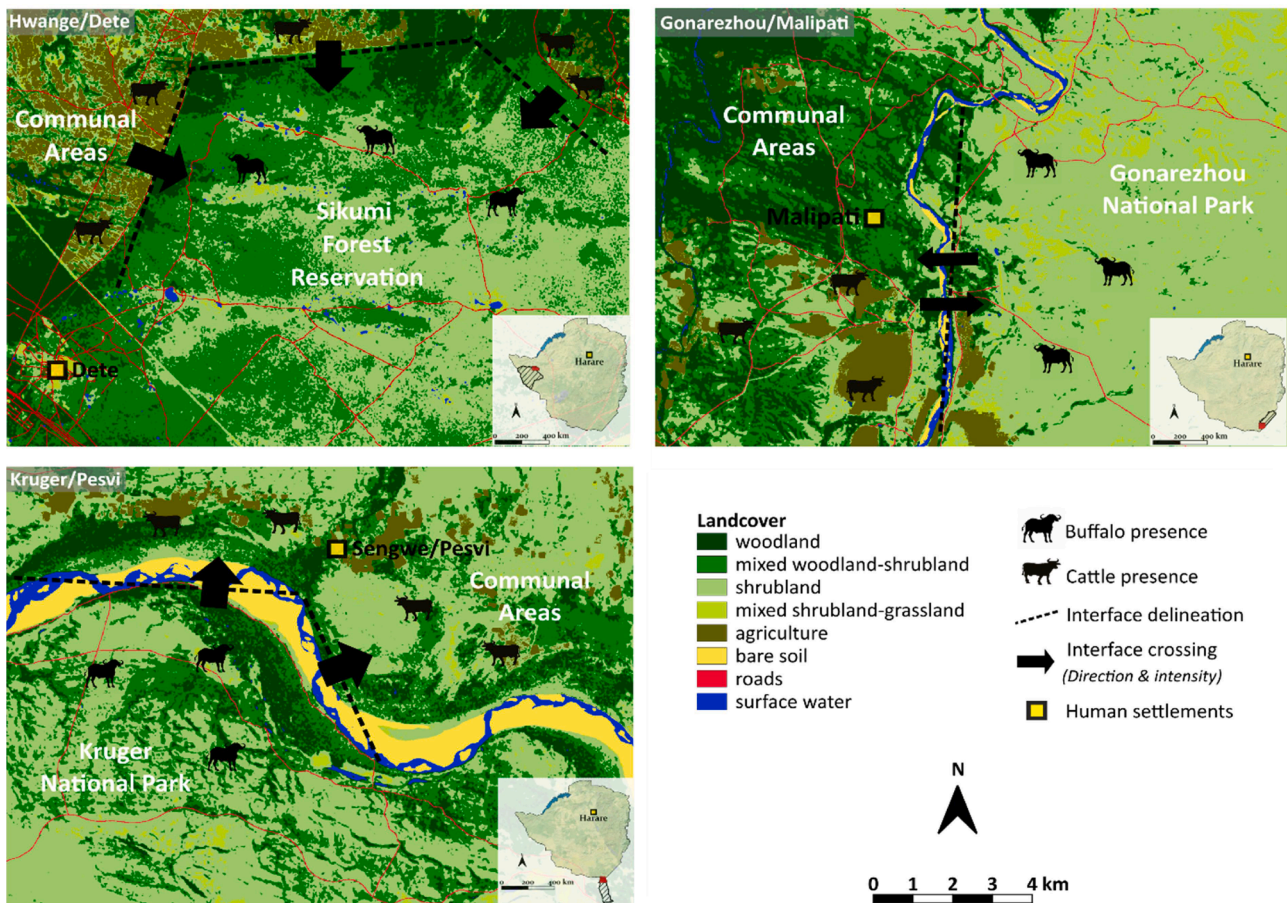 Hwange/Dete
Communal
Areas
Sikumi
Forest
Reservation
Dete
Harare
0 200 400 km
Gonarezhou/Malipati
Communal
Areas
Gonarezhou
National Park
Malipati
Harare
0 200 400 km
Kruger/Pesvi
Sengwe/Pesvi
Communal
Areas
Kruger
National Park
Harare
0 200 400 km
Landcover
woodland
mixed woodland-shrubland
shrubland
mixed shrubland-grassland
agriculture
bare soil
roads
surface water
Buffalo presence
Cattle presence
Interface delineation
Interface crossing
(Direction & intensity)
Human settlements
N
0 1 2 3 4 km